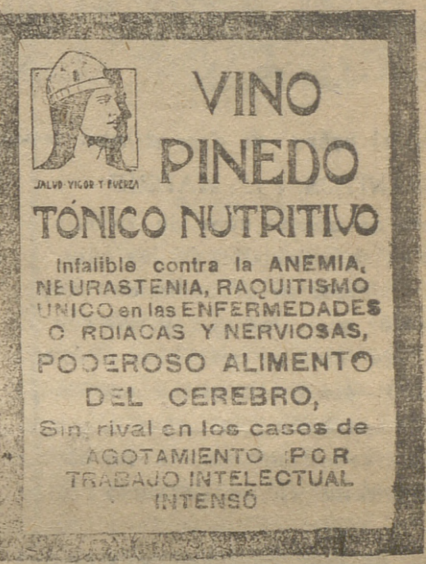 VINO
PINEDO
SALUD·VIGOR Y FUERZA
TÓNICO NUTRITIVO
Infalible contra la ANEMIA,
NEURASTENIA, RAQUITISMO
UNICO en las ENFERMEDADES
C RDIACAS Y NERVIOSAS,
PODEROSO ALIMENTO
DEL CEREBRO,
Sin rival en los casos de
AGOTAMIENTO POR
TRABAJO INTELECTUAL
INTENSO